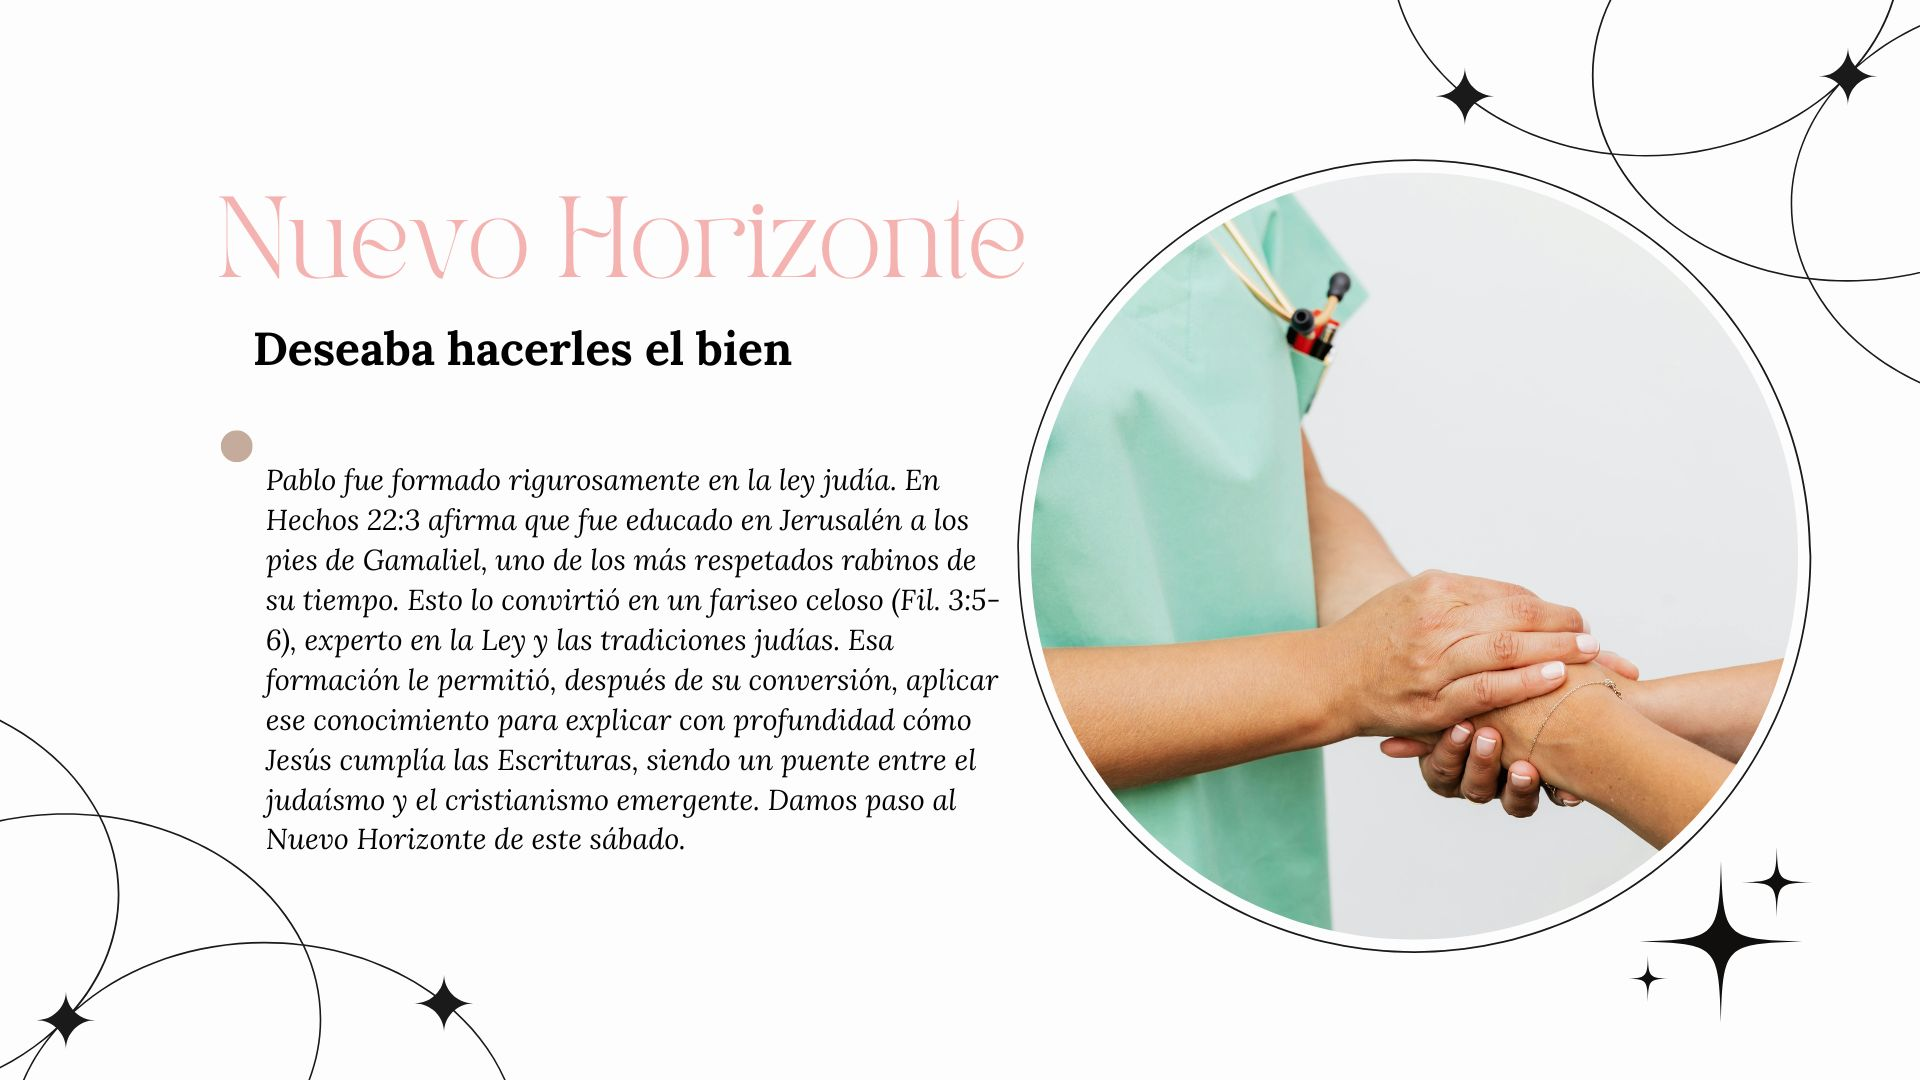 Nuevo Horizonte
Deseaba hacerles el bien
Pablo fue formado rigurosamente en la ley judía. En
Hechos 22:3 afirma que fue educado en Jerusalén a los
pies de Gamaliel, uno de los más respetados rabinos de
su tiempo. Esto lo convirtió en un fariseo celoso (Fil. 3:5-
6), experto en la Ley y las tradiciones judías. Esa
formación le permitió, después de su conversión, aplicar
ese conocimiento para explicar con profundidad cómo
Jesús cumplía las Escrituras, siendo un puente entre el
judaísmo y el cristianismo emergente. Damos paso al
Nuevo Horizonte de este sábado.